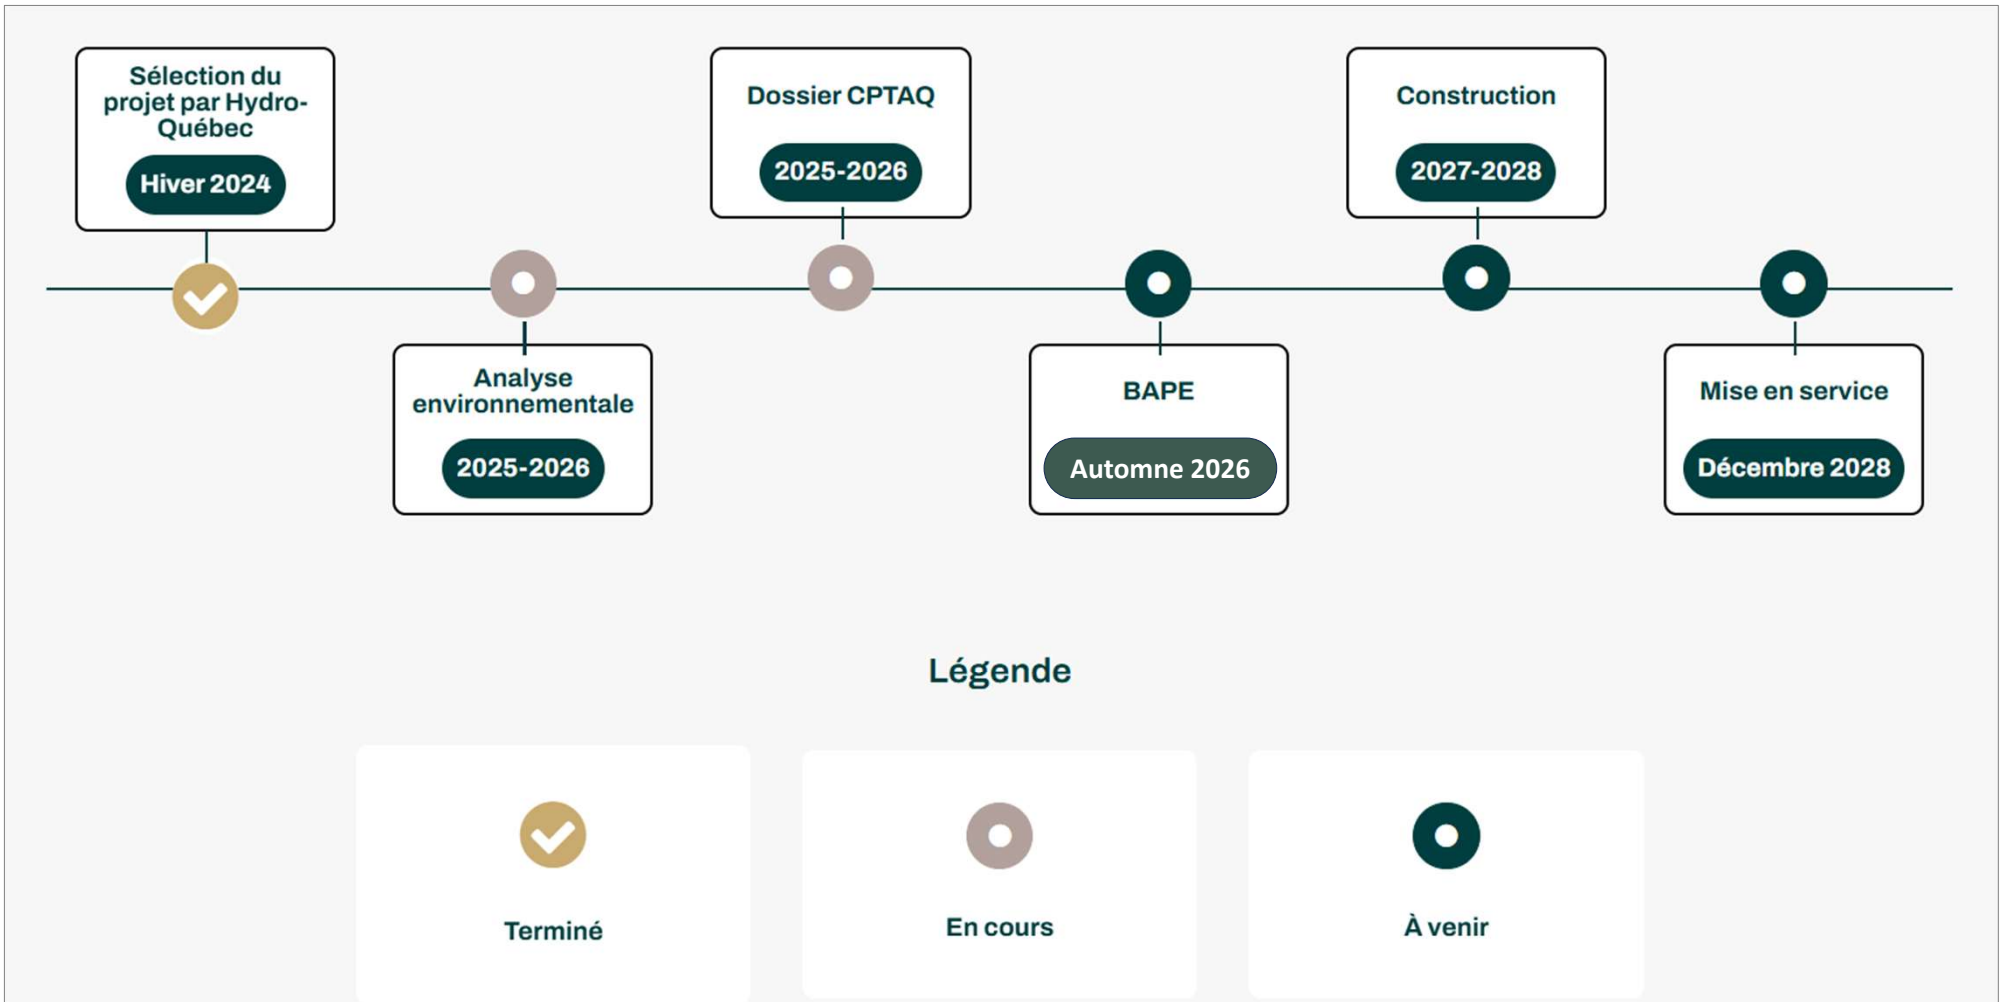 Sélection du
projet par Hydro-
Québec
Hiver 2024
Analyse
environnementale
2025-2026
Dossier CPTAQ
2025-2026
BAPE
Automne 2026
Construction
2027-2028
Mise en service
Décembre 2028
Légende
Terminé
En cours
À venir